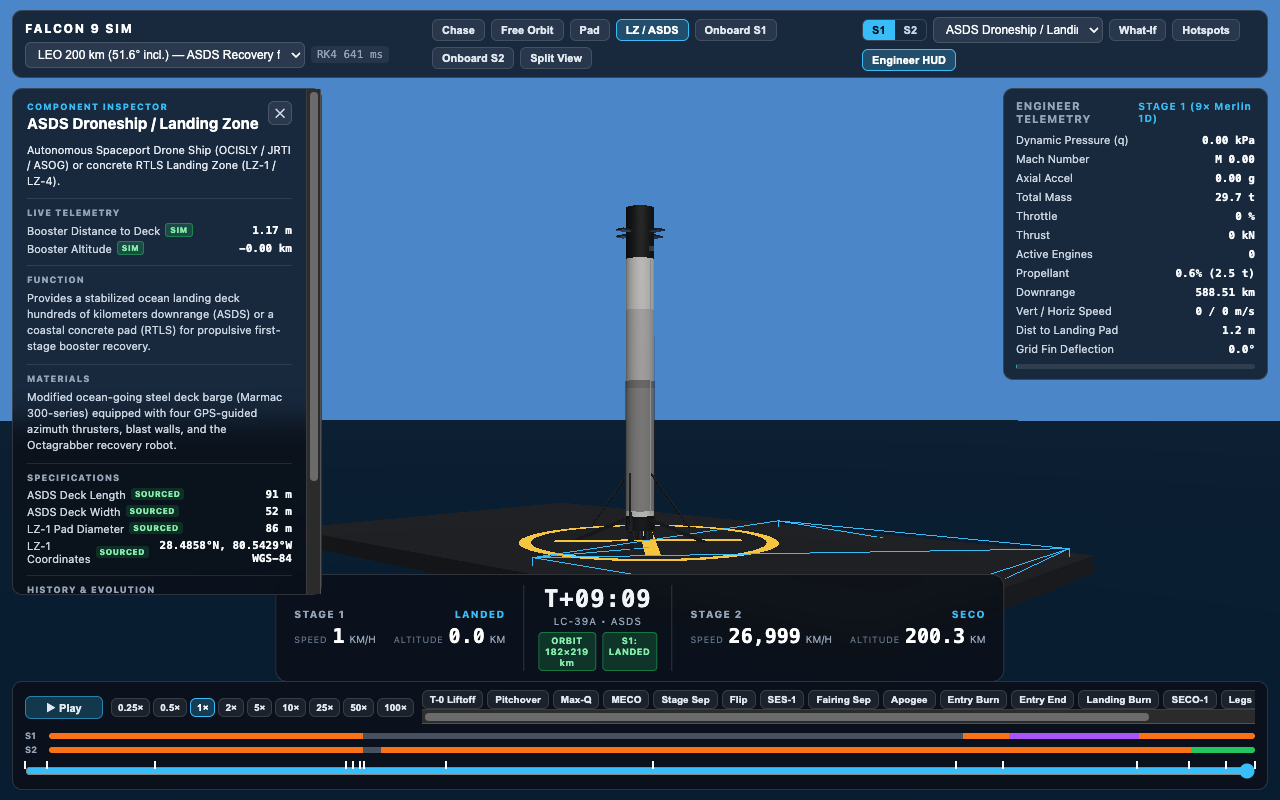 FALCON 9 SIM
LEO 200 km (51.6° incl.) — ASDS Recovery f
RK4 641 ms
Chase
Free Orbit
Pad
LZ / ASDS
Onboard S1
Onboard S2
Split View
S1
S2
ASDS Droneship / Landin
What-If
Hotspots
Engineer HUD
COMPONENT INSPECTOR
ASDS Droneship / Landing Zone
Autonomous Spaceport Drone Ship (OCISLY / JRTI
/ ASOG) or concrete RTLS Landing Zone (LZ-1 /
LZ-4).
LIVE TELEMETRY
Booster Distance to Deck SIM 1.17 m
Booster Altitude SIM −0.00 km
FUNCTION
Provides a stabilized ocean landing deck
hundreds of kilometers downrange (ASDS) or a
coastal concrete pad (RTLS) for propulsive first-
stage booster recovery.
MATERIALS
Modified ocean-going steel deck barge (Marmac
300-series) equipped with four GPS-guided
azimuth thrusters, blast walls, and the
Octagrabber recovery robot.
SPECIFICATIONS
ASDS Deck Length SOURCED 91 m
ASDS Deck Width SOURCED 52 m
LZ-1 Pad Diameter SOURCED 86 m
LZ-1 Coordinates SOURCED 28.4858°N, 80.5429°W
WGS-84
HISTORY & EVOLUTION
ENGINEER TELEMETRY
STAGE 1 (9× Merlin 1D)
Dynamic Pressure (q) 0.00 kPa
Mach Number M 0.00
Axial Accel 0.00 g
Total Mass 29.7 t
Throttle 0 %
Thrust 0 kN
Active Engines 0
Propellant 0.6% (2.5 t)
Downrange 588.51 km
Vert / Horiz Speed 0 / 0 m/s
Dist to Landing Pad 1.2 m
Grid Fin Deflection 0.0°
STAGE 1 LANDED
SPEED 1 KM/H ALTITUDE 0.0 KM
T+09:09
LC-39A • ASDS
ORBIT
182×219
km
S1:
LANDED
STAGE 2 SECO
SPEED 26,999 KM/H ALTITUDE 200.3 KM
Play
0.25×
0.5×
1×
2×
5×
10×
25×
50×
100×
T-0 Liftoff
Pitchover
Max-Q
MECO
Stage Sep
Flip
SES-1
Fairing Sep
Apogee
Entry Burn
Entry End
Landing Burn
SECO-1
Legs
S1
S2